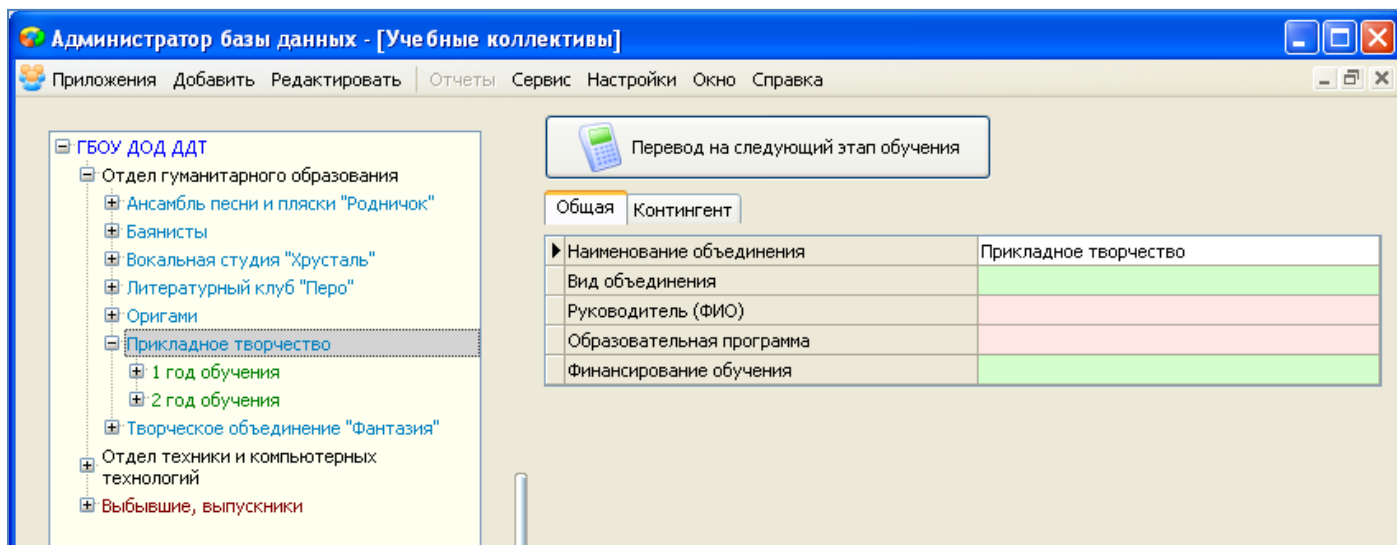 Администратор базы данных - [Учебные коллективы]
Приложения Добавить Редактировать Отчеты Сервис Настройки Окно Справка
ГБОУ ДОД ДДТ
Отдел гуманитарного образования
Ансамбль песни и пляски "Родничок"
Баянисты
Вокальная студия "Хрусталь"
Литературный клуб "Перо"
Оригами
Прикладное творчество
1 год обучения
2 год обучения
Творческое объединение "Фантазия"
Отдел техники и компьютерных
технологий
Выбывшие, выпускники
Перевод на следующий этап обучения
Общая Контингент
Наименование объединения Прикладное творчество
Вид объединения
Руководитель (ФИО)
Образовательная программа
Финансирование обучения